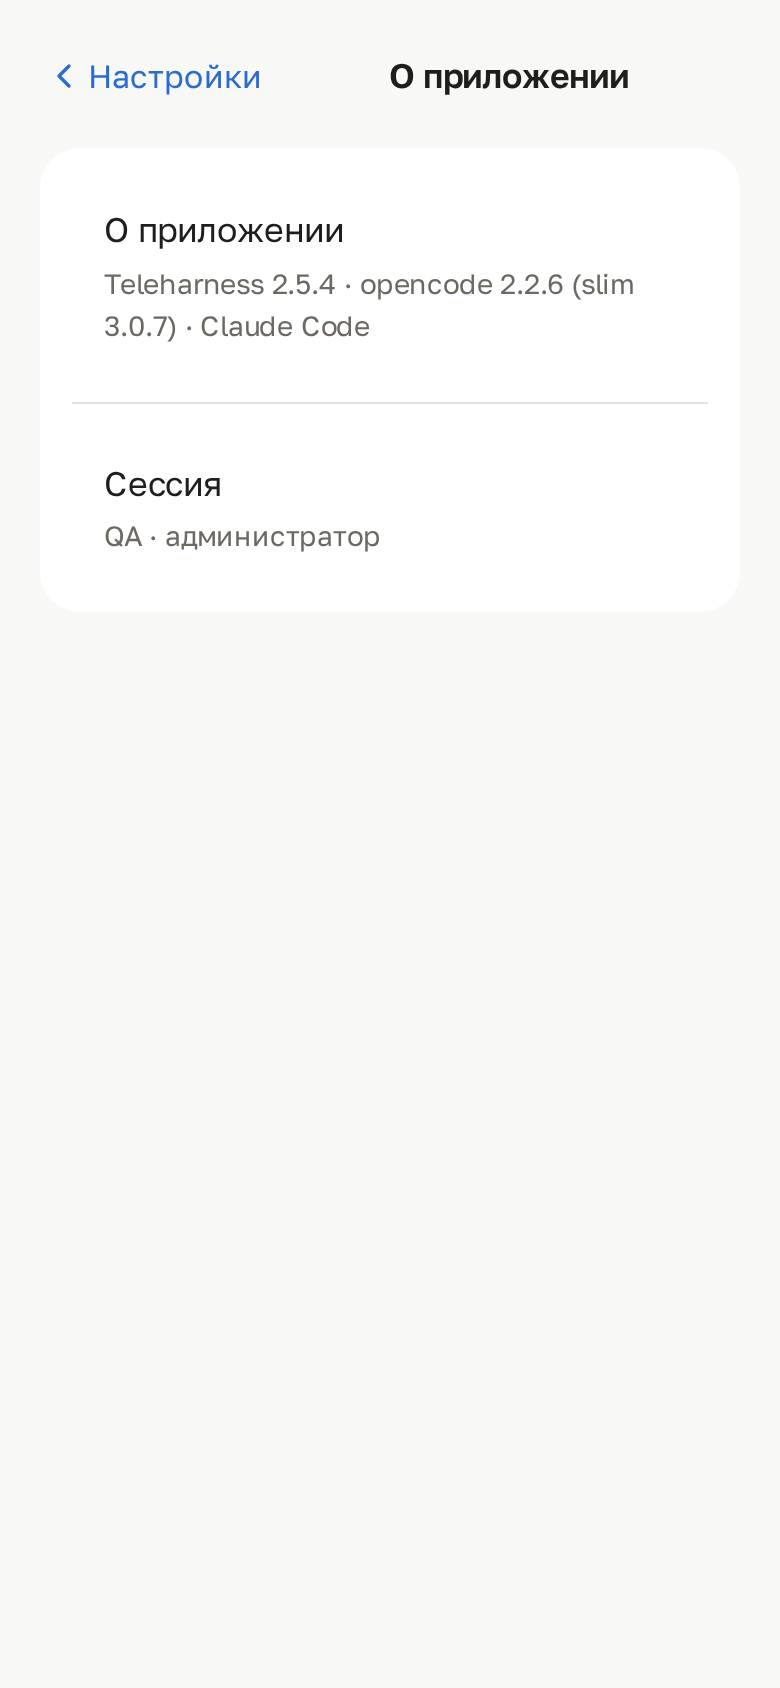 Настройки
О приложении
О приложении
Teleharness 2.5.4 · opencode 2.2.6 (slim
3.0.7) · Claude Code
Сессия
QA · администратор